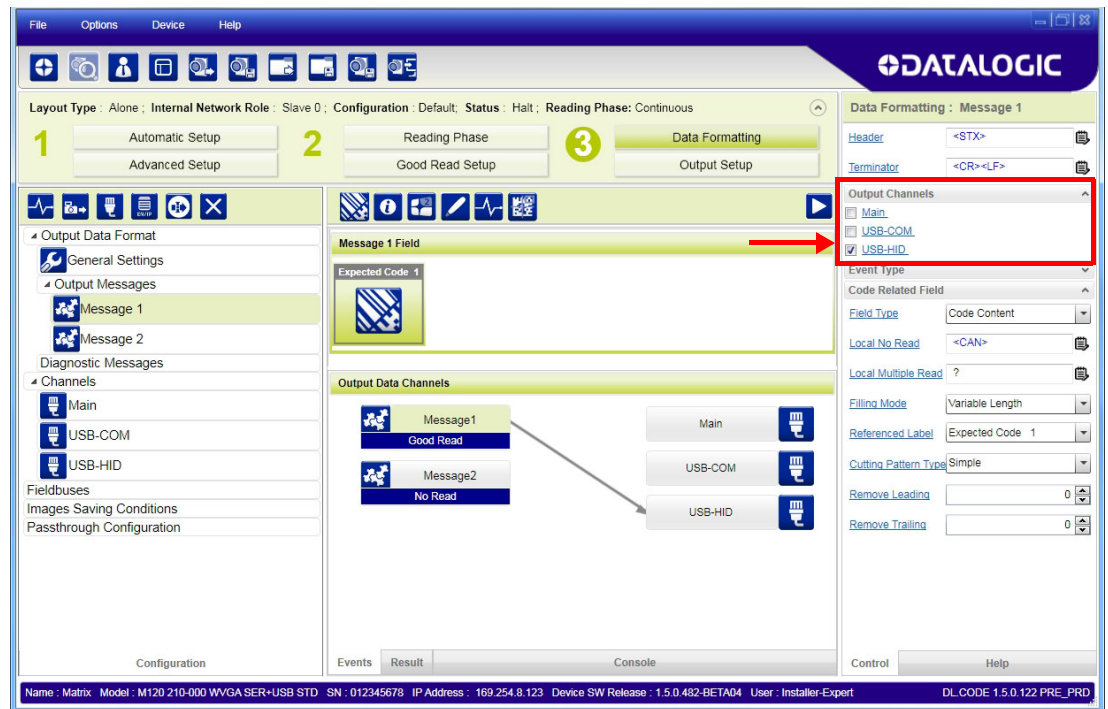 File Options Device Help
DATALOGIC
Layout Type : Alone ; Internal Network Role : Slave 0 ; Configuration : Default; Status : Halt ; Reading Phase: Continuous
1
Automatic Setup
Advanced Setup
2
Reading Phase
Good Read Setup
3
Data Formatting
Output Setup
EN/IP
Output Data Format
General Settings
Output Messages
Message 1
Message 2
Diagnostic Messages
Channels
Main
USB-COM
USB-HID
Fieldbuses
Images Saving Conditions
Passthrough Configuration
Configuration
Message 1 Field
Expected Code 1
Output Data Channels
Message1
Good Read
Message2
No Read
Main
USB-COM
USB-HID
Events Result Console
Data Formatting : Message 1
Header <STX>
Terminator <CR><LF>
Output Channels
Main
USB-COM
USB-HID
Event Type
Code Related Field
Field Type Code Content
Local No Read <CAN>
Local Multiple Read ?
Filling Mode Variable Length
Referenced Label Expected Code 1
Cutting Pattern Type Simple
Remove Leading 0
Remove Trailing 0
Control Help
Name : Matrix Model : M120 210-000 WVGA SER+USB STD SN : 012345678 IP Address : 169.254.8.123 Device SW Release : 1.5.0.482-BETA04 User : Installer-Expert DL.CODE 1.5.0.122 PRE_PRD